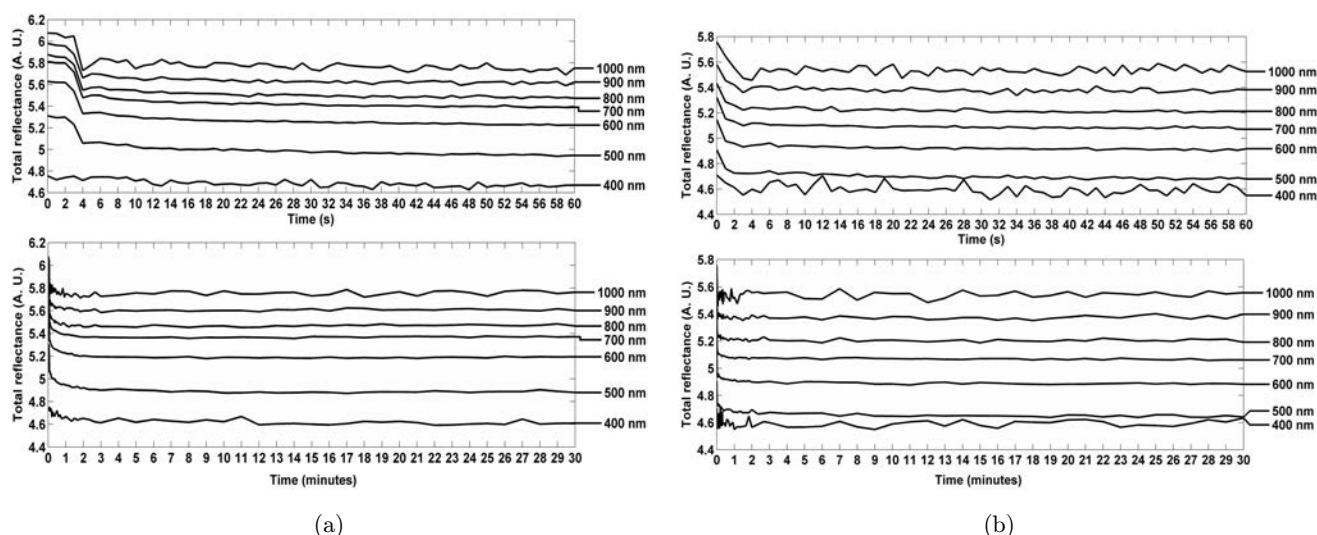 Total reflectance (A. U.)
6.2
6
5.8
5.6
5.4
5.2
5
4.8
4.6
1000 nm
900 nm
800 nm
700 nm
600 nm
500 nm
400 nm
0 2 4 6 8 10 12 14 16 18 20 22 24 26 28 30 32 34 36 38 40 42 44 46 48 50 52 54 56 58 60
Time (s)
Total reflectance (A. U.)
6.2
6
5.8
5.6
5.4
5.2
5
4.8
4.6
4.4
1000 nm
900 nm
800 nm
700 nm
600 nm
500 nm
400 nm
0 1 2 3 4 5 6 7 8 9 10 11 12 13 14 15 16 17 18 19 20 21 22 23 24 25 26 27 28 29 30
Time (minutes)
(a)
Total reflectance (A. U.)
5.8
5.6
5.4
5.2
5
4.8
4.6
4.4
1000 nm
900 nm
800 nm
700 nm
600 nm
500 nm
400 nm
0 2 4 6 8 10 12 14 16 18 20 22 24 26 28 30 32 34 36 38 40 42 44 46 48 50 52 54 56 58 60
Time (s)
Total reflectance (A. U.)
5.8
5.6
5.4
5.2
5
4.8
4.6
4.4
1000 nm
900 nm
800 nm
700 nm
600 nm
500 nm
400 nm
0 1 2 3 4 5 6 7 8 9 10 11 12 13 14 15 16 17 18 19 20 21 22 23 24 25 26 27 28 29 30
Time (minutes)
(b)